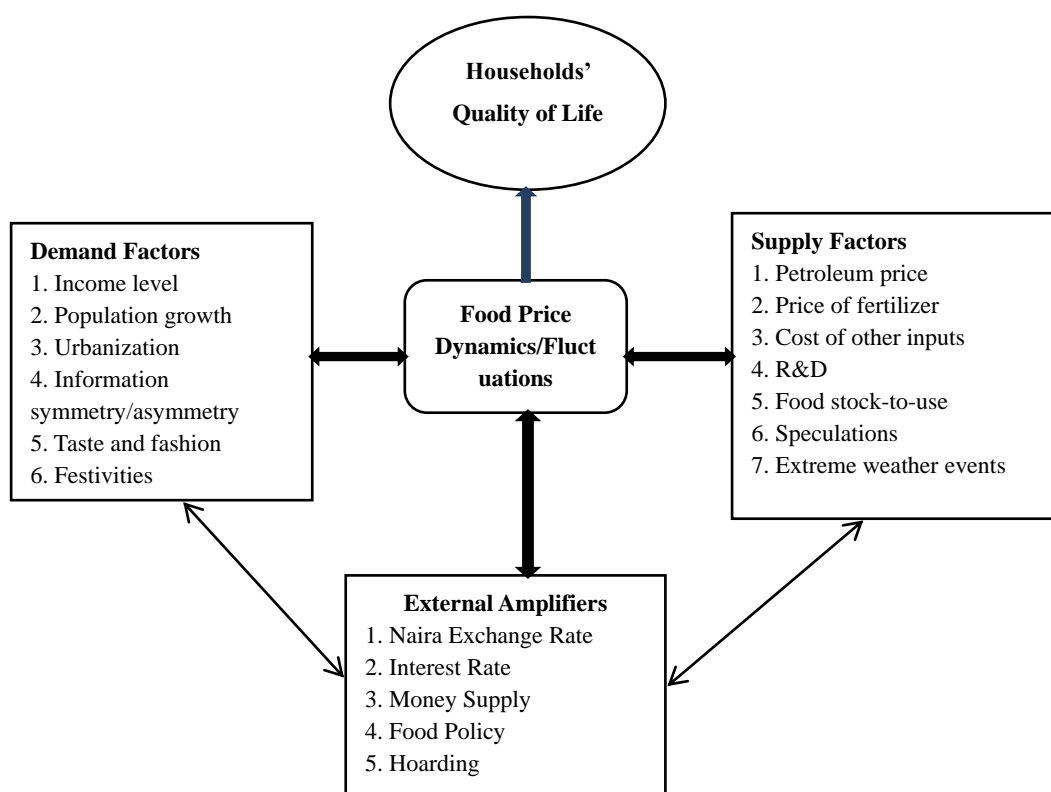 Households’
Quality of Life
Demand Factors
1. Income level
2. Population growth
3. Urbanization
4. Information
symmetry/asymmetry
5. Taste and fashion
6. Festivities
Food Price
Dynamics/Fluct
uations
Supply Factors
1. Petroleum price
2. Price of fertilizer
3. Cost of other inputs
4. R&D
5. Food stock-to-use
6. Speculations
7. Extreme weather events
External Amplifiers
1. Naira Exchange Rate
2. Interest Rate
3. Money Supply
4. Food Policy
5. Hoarding